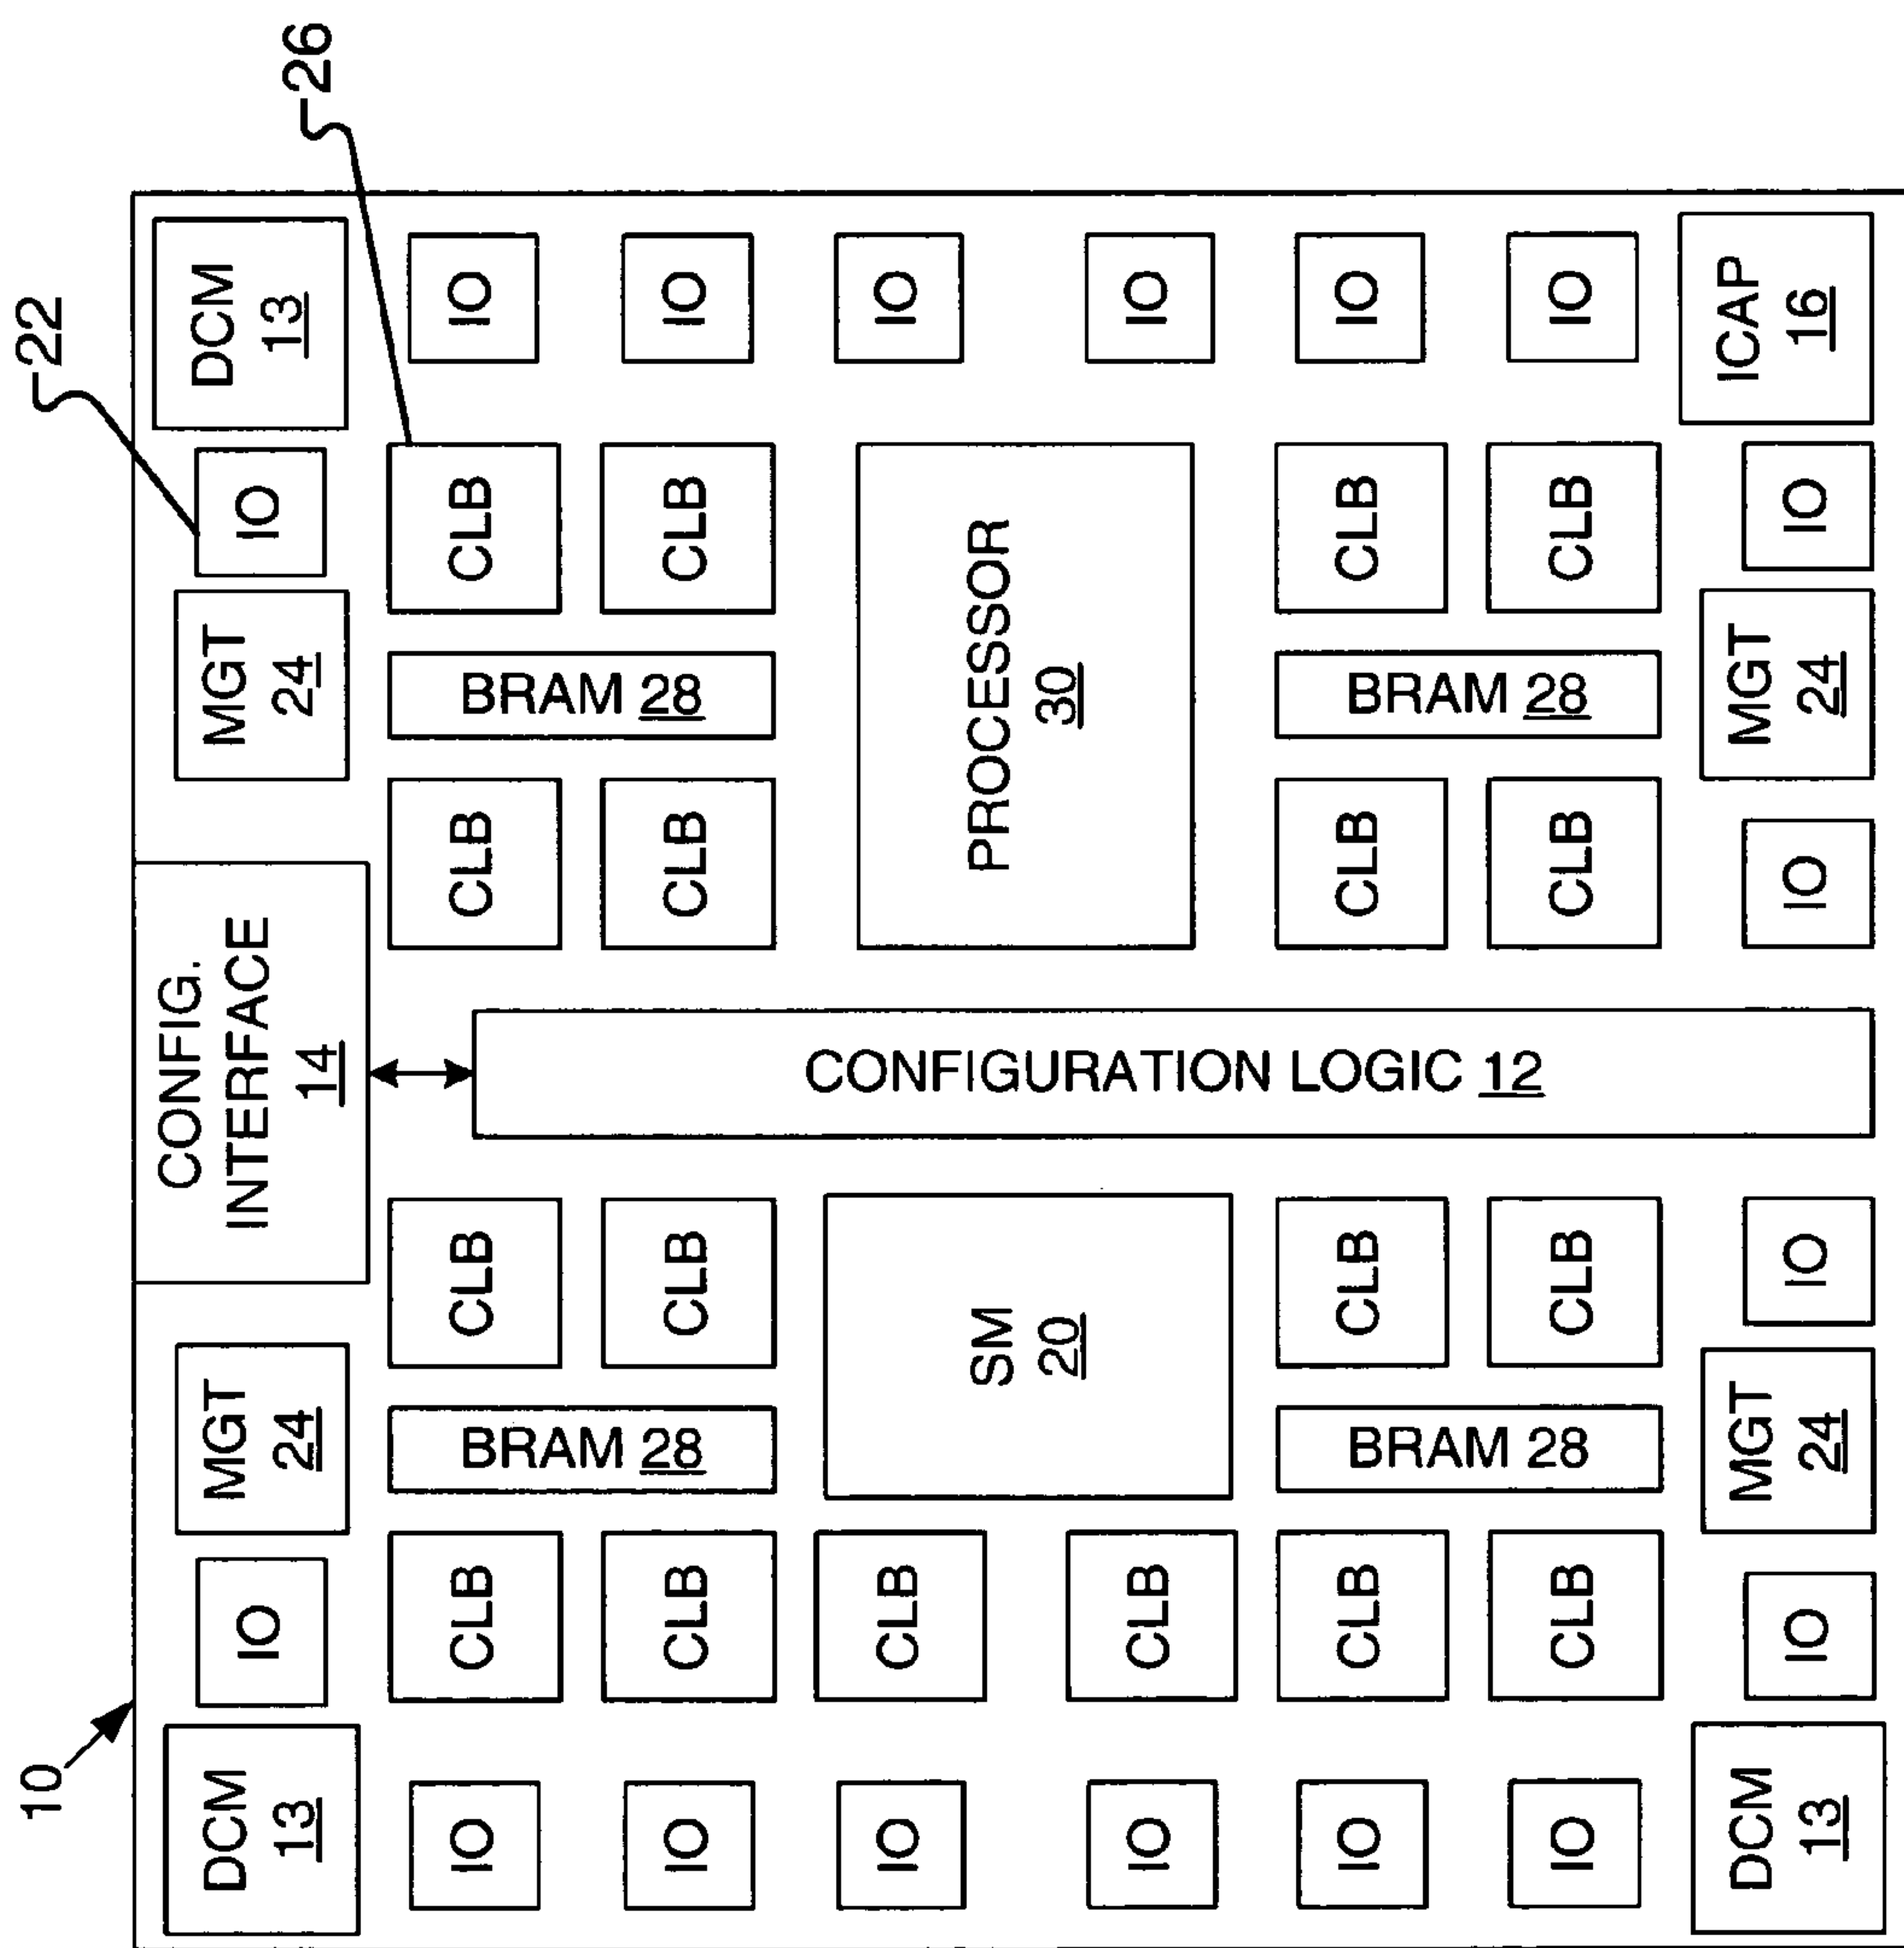 10
22
26
DCM
13
IO
MGT
24
CONFIG.
INTERFACE
14
MGT
24
IO
DCM
13
IO
CLB
CLB
CLB
CLB
IO
BRAM 28
BRAM 28
IO
CLB
CLB
CLB
CLB
IO
IO
CLB
SM
20
CONFIGURATION LOGIC 12
PROCESSOR
30
IO
IO
CLB
IO
IO
CLB
CLB
CLB
CLB
IO
BRAM 28
BRAM 28
IO
CLB
CLB
CLB
CLB
IO
DCM
13
IO
MGT
24
IO
IO
MGT
24
IO
ICAP
16